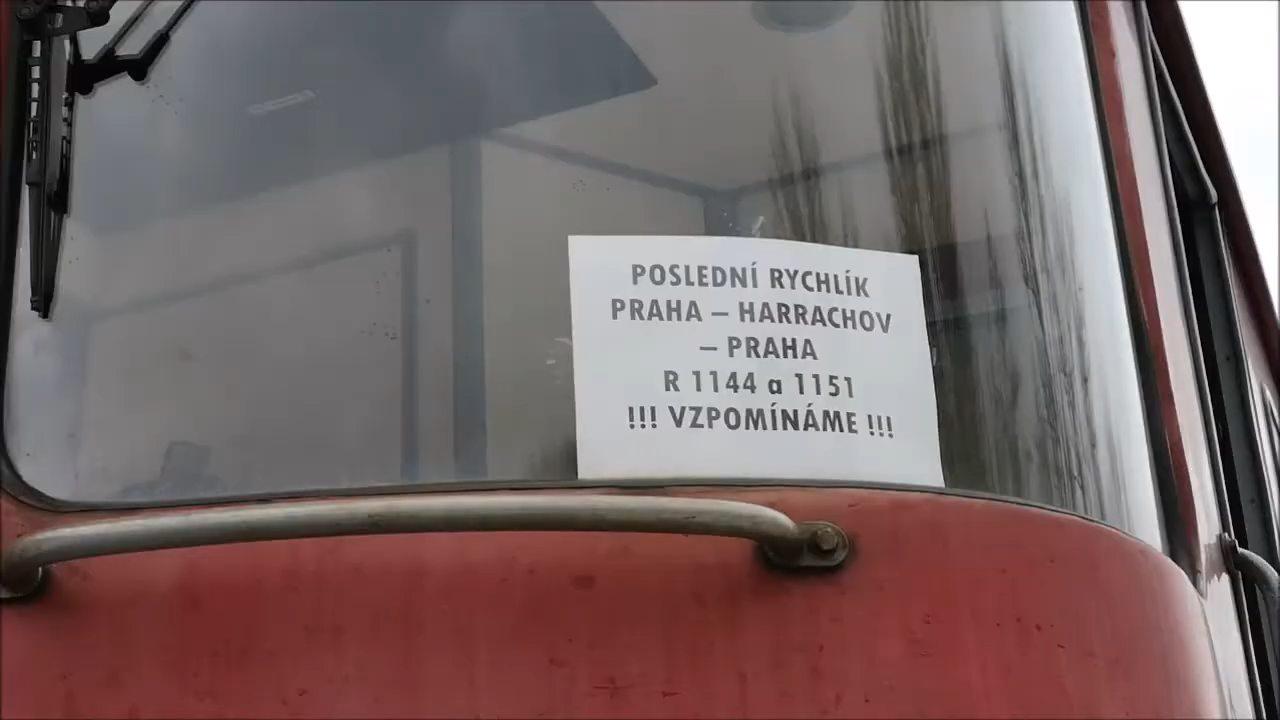 POSLEDNÍ RYCHLÍK
PRAHA – HARRACHOV
– PRAHA
R 1144 a 1151
!!! VZPOMÍNÁME !!!